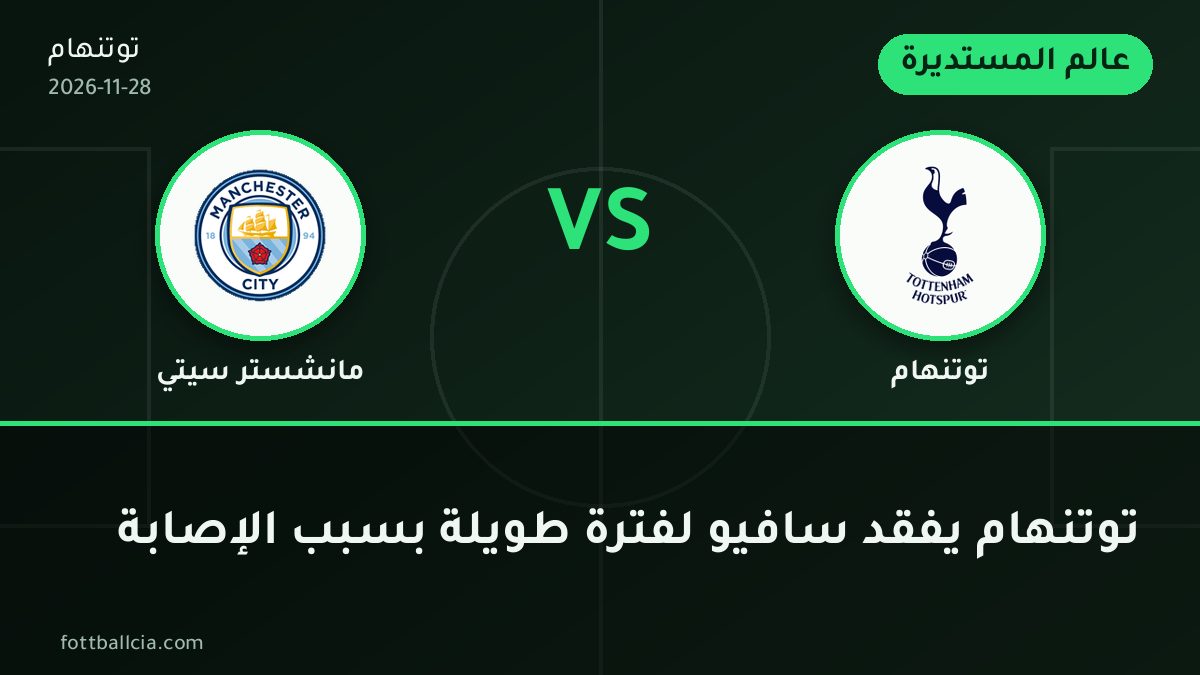 عالم المستديرة
توتنهام
2026-11-28
VS
MANCHESTER
18 94
CITY
TOTTENHAM
HOTSPUR
توتنهام
مانشستر سيتي
توتنهام يفقد سافيو لفترة طويلة بسبب الإصابة
fottballcia.com